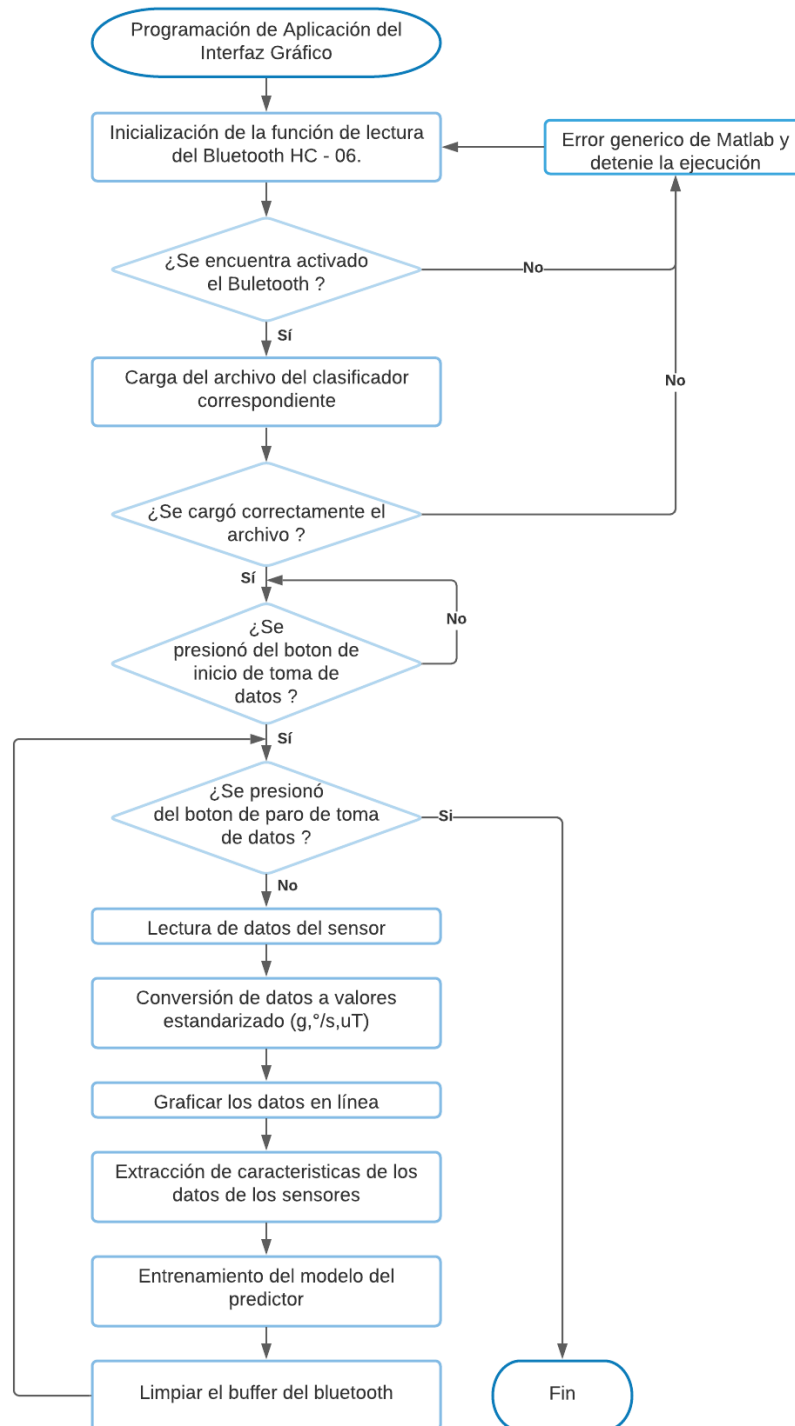 Programación de Aplicación del
Interfaz Gráfico
Inicialización de la función de lectura
del Bluetooth HC - 06.
Error generico de Matlab y
detenie la ejecución
¿Se encuentra activado
el Buletooth ?
No
Sí
Carga del archivo del clasificador
correspondiente
No
¿Se cargó correctamente el
archivo ?
Sí
¿Se
presionó del boton de
inicio de toma de
datos ?
No
Sí
¿Se presionó
del boton de paro de toma
de datos ?
Si
No
Lectura de datos del sensor
Conversión de datos a valores
estandarizado (g,°/s,uT)
Graficar los datos en línea
Extracción de caracteristicas de los
datos de los sensores
Entrenamiento del modelo del
predictor
Limpiar el buffer del bluetooth
Fin